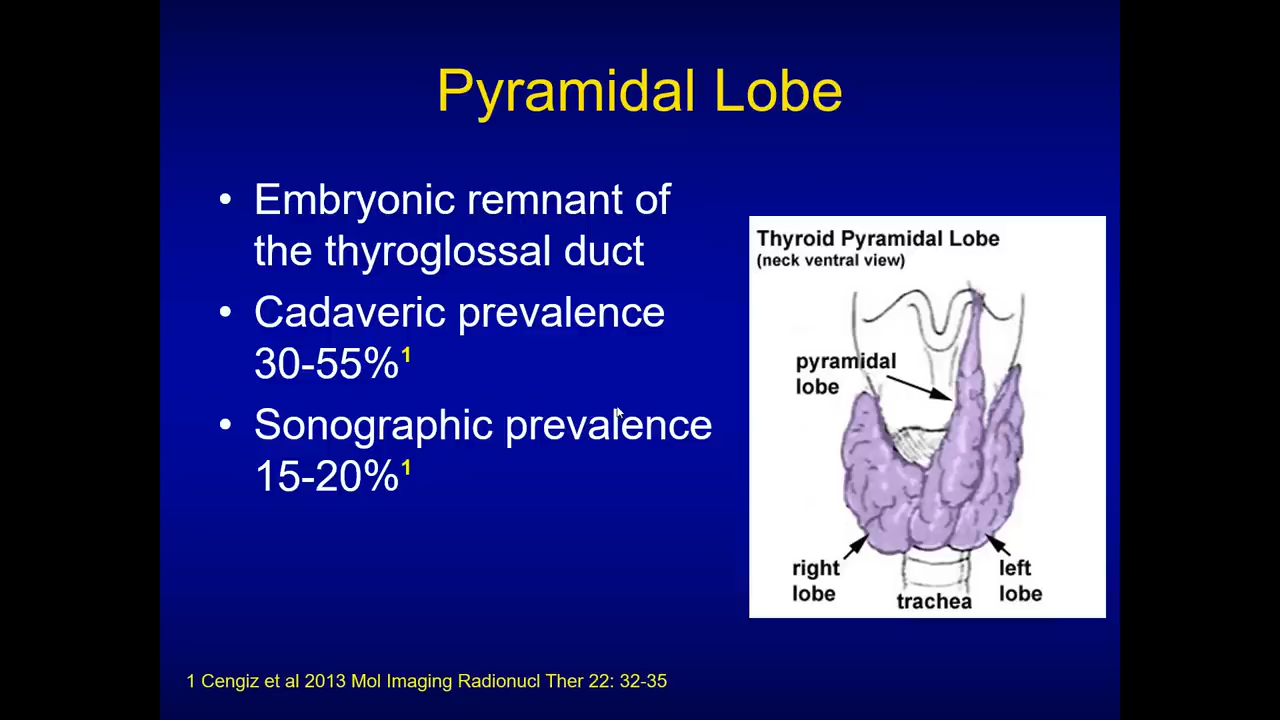 Pyramidal Lobe
• Embryonic remnant of
the thyroglossal duct
• Cadaveric prevalence
30-55%1
• Sonographic prevalence
15-20%1
Thyroid Pyramidal Lobe
(neck ventral view)
pyramidal
lobe
right
lobe
trachea
left
lobe
1 Cengiz et al 2013 Mol Imaging Radionucl Ther 22: 32-35